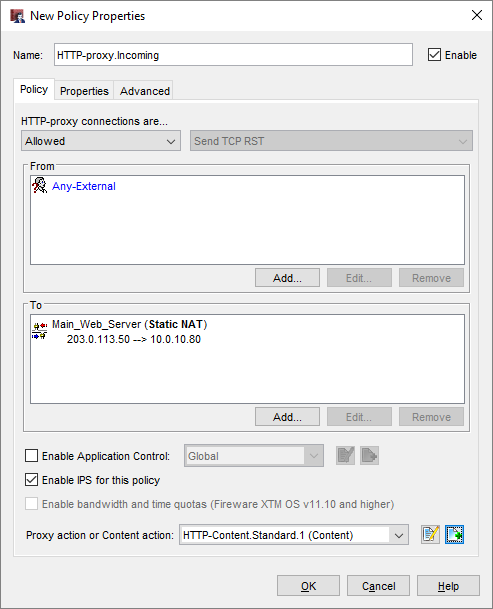 New Policy Properties
Name: HTTP-proxy.Incoming Enable
Policy Properties Advanced
HTTP-proxy connections are...
Allowed Send TCP RST
From
Any-External
Add... Edit... Remove
To
Main_Web_Server (Static NAT)
203.0.113.50 --> 10.0.10.80
Add... Edit... Remove
Enable Application Control: Global
Enable IPS for this policy
Enable bandwidth and time quotas (Fireware XTM OS v11.10 and higher)
Proxy action or Content action: HTTP-Content.Standard.1 (Content)
OK Cancel Help